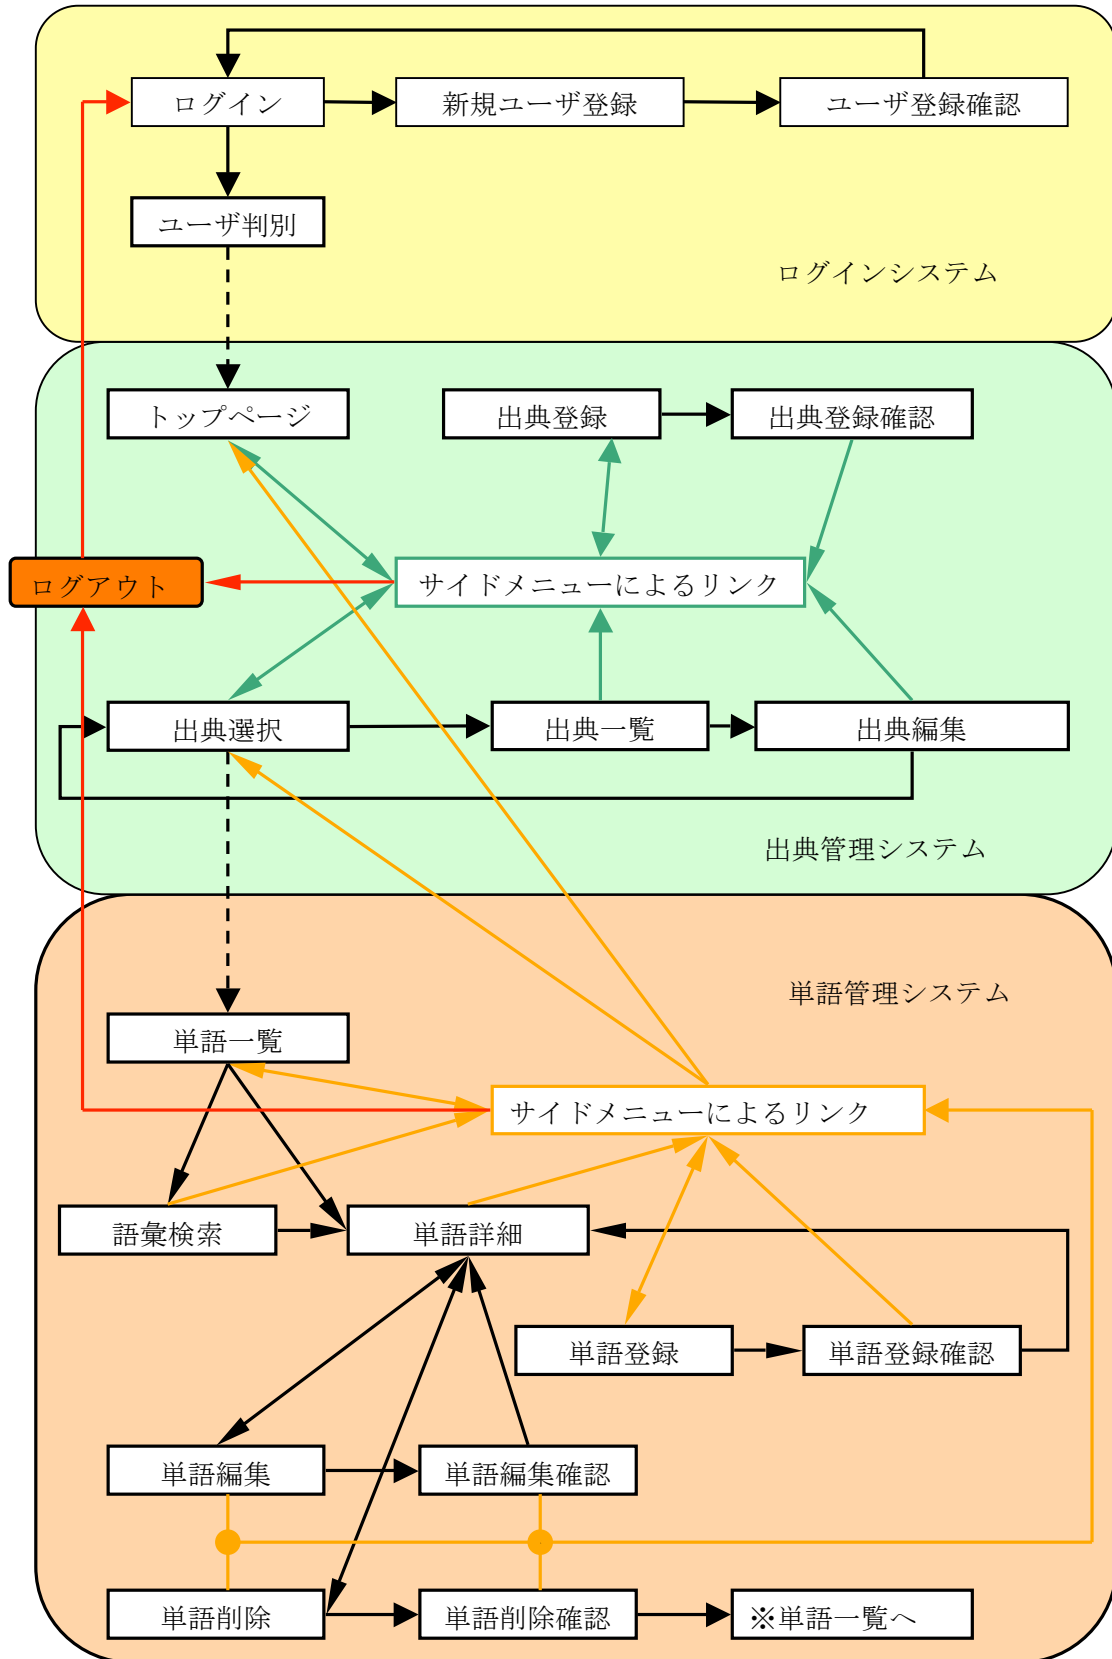 ログイン
新規ユーザ登録
ユーザ登録確認
ユーザ判別
ログインシステム
トップページ
出典登録
出典登録確認
ログアウト
サイドメニューによるリンク
出典選択
出典一覧
出典編集
出典管理システム
単語管理システム
単語一覧
サイドメニューによるリンク
語彙検索
単語詳細
単語登録
単語登録確認
単語編集
単語編集確認
単語削除
単語削除確認
※単語一覧へ